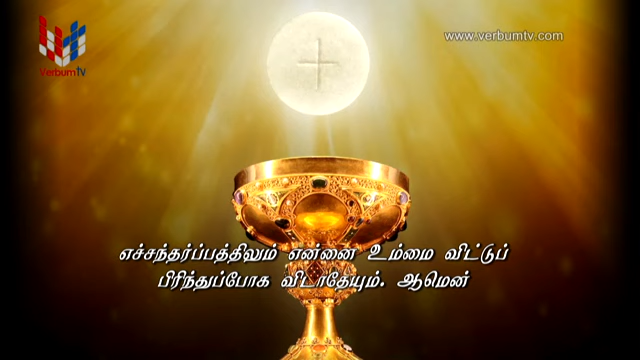 VerbumTV
www.verbumtv.com
எச்சந்தர்ப்பத்திலும் என்னை உம்மை விட்டுப்
பிரிந்துப்போக விடாதேயும். ஆமென்